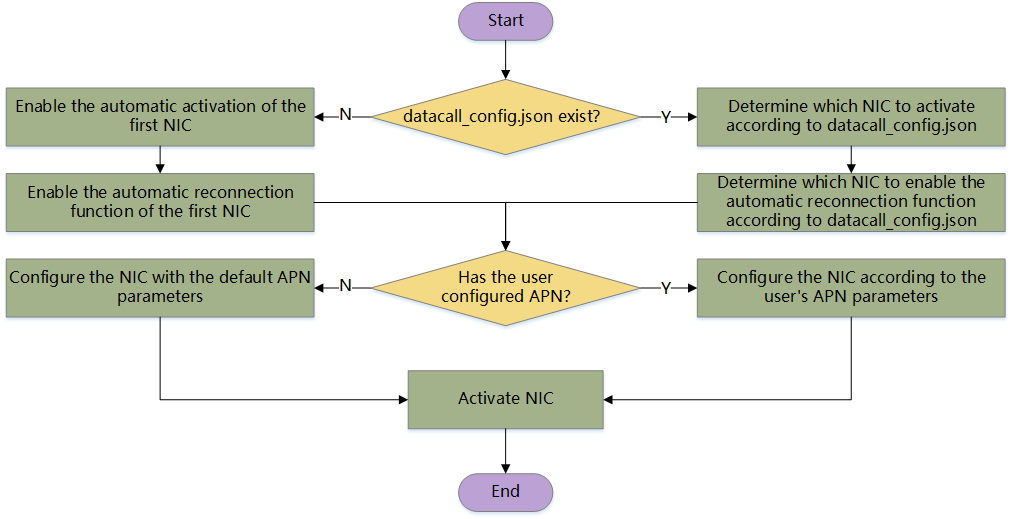 Start
datacall_config.json exist?
N
Y
Enable the automatic activation of the
first NIC
Determine which NIC to activate
according to datacall_config.json
Enable the automatic reconnection
function of the first NIC
Determine which NIC to enable the
automatic reconnection function
according to datacall_config.json
Has the user
configured APN?
N
Y
Configure the NIC with the default APN
parameters
Configure the NIC according to the
user's APN parameters
Activate NIC
End